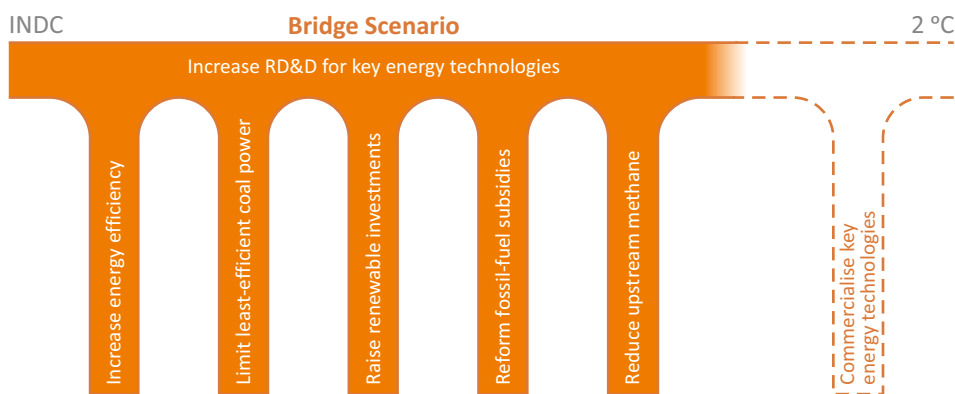 INDC
Bridge Scenario
2 °C
Increase RD&D for key energy technologies
Increase energy efficiency
Limit least-efficient coal power
Raise renewable investments
Reform fossil-fuel subsidies
Reduce upstream methane
Commercialise key
energy technologies